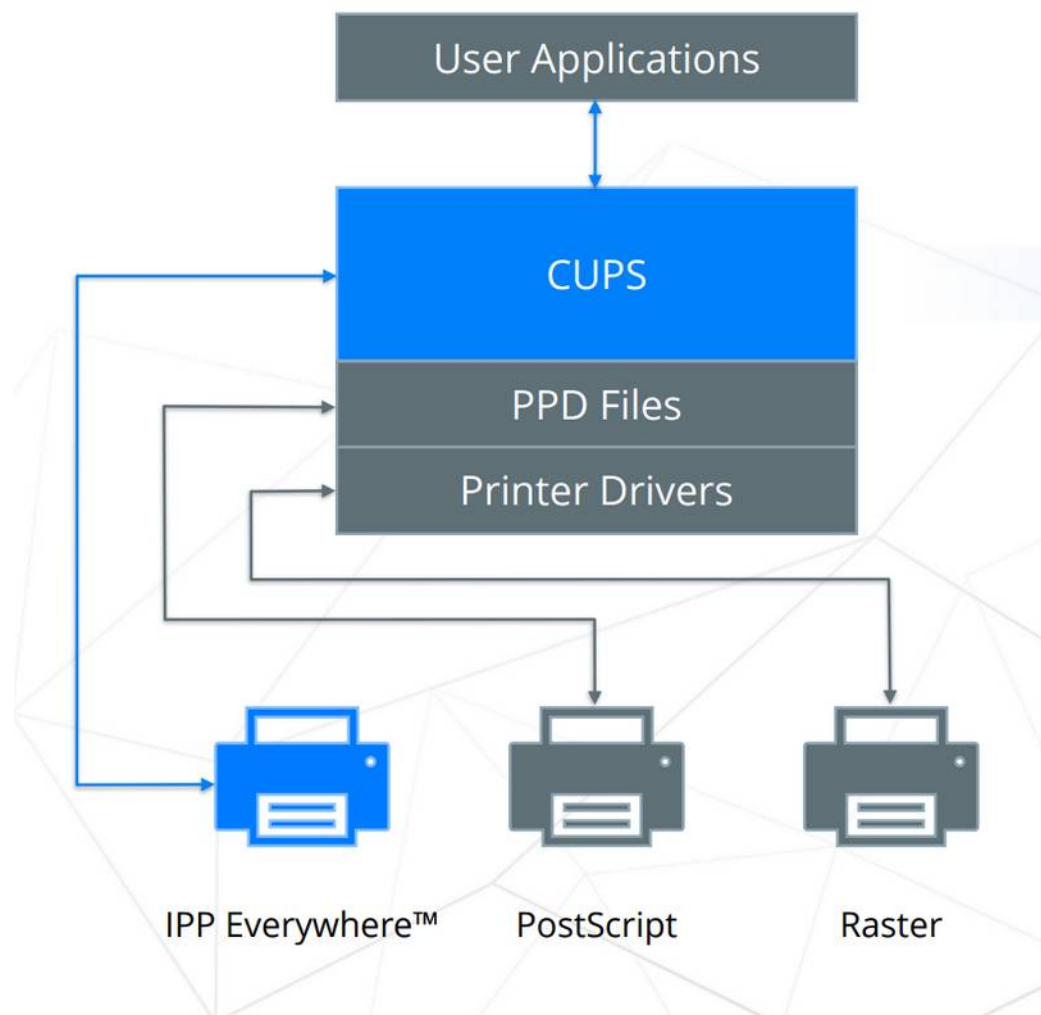 User Applications
CUPS
PPD Files
Printer Drivers
IPP Everywhere™
PostScript
Raster